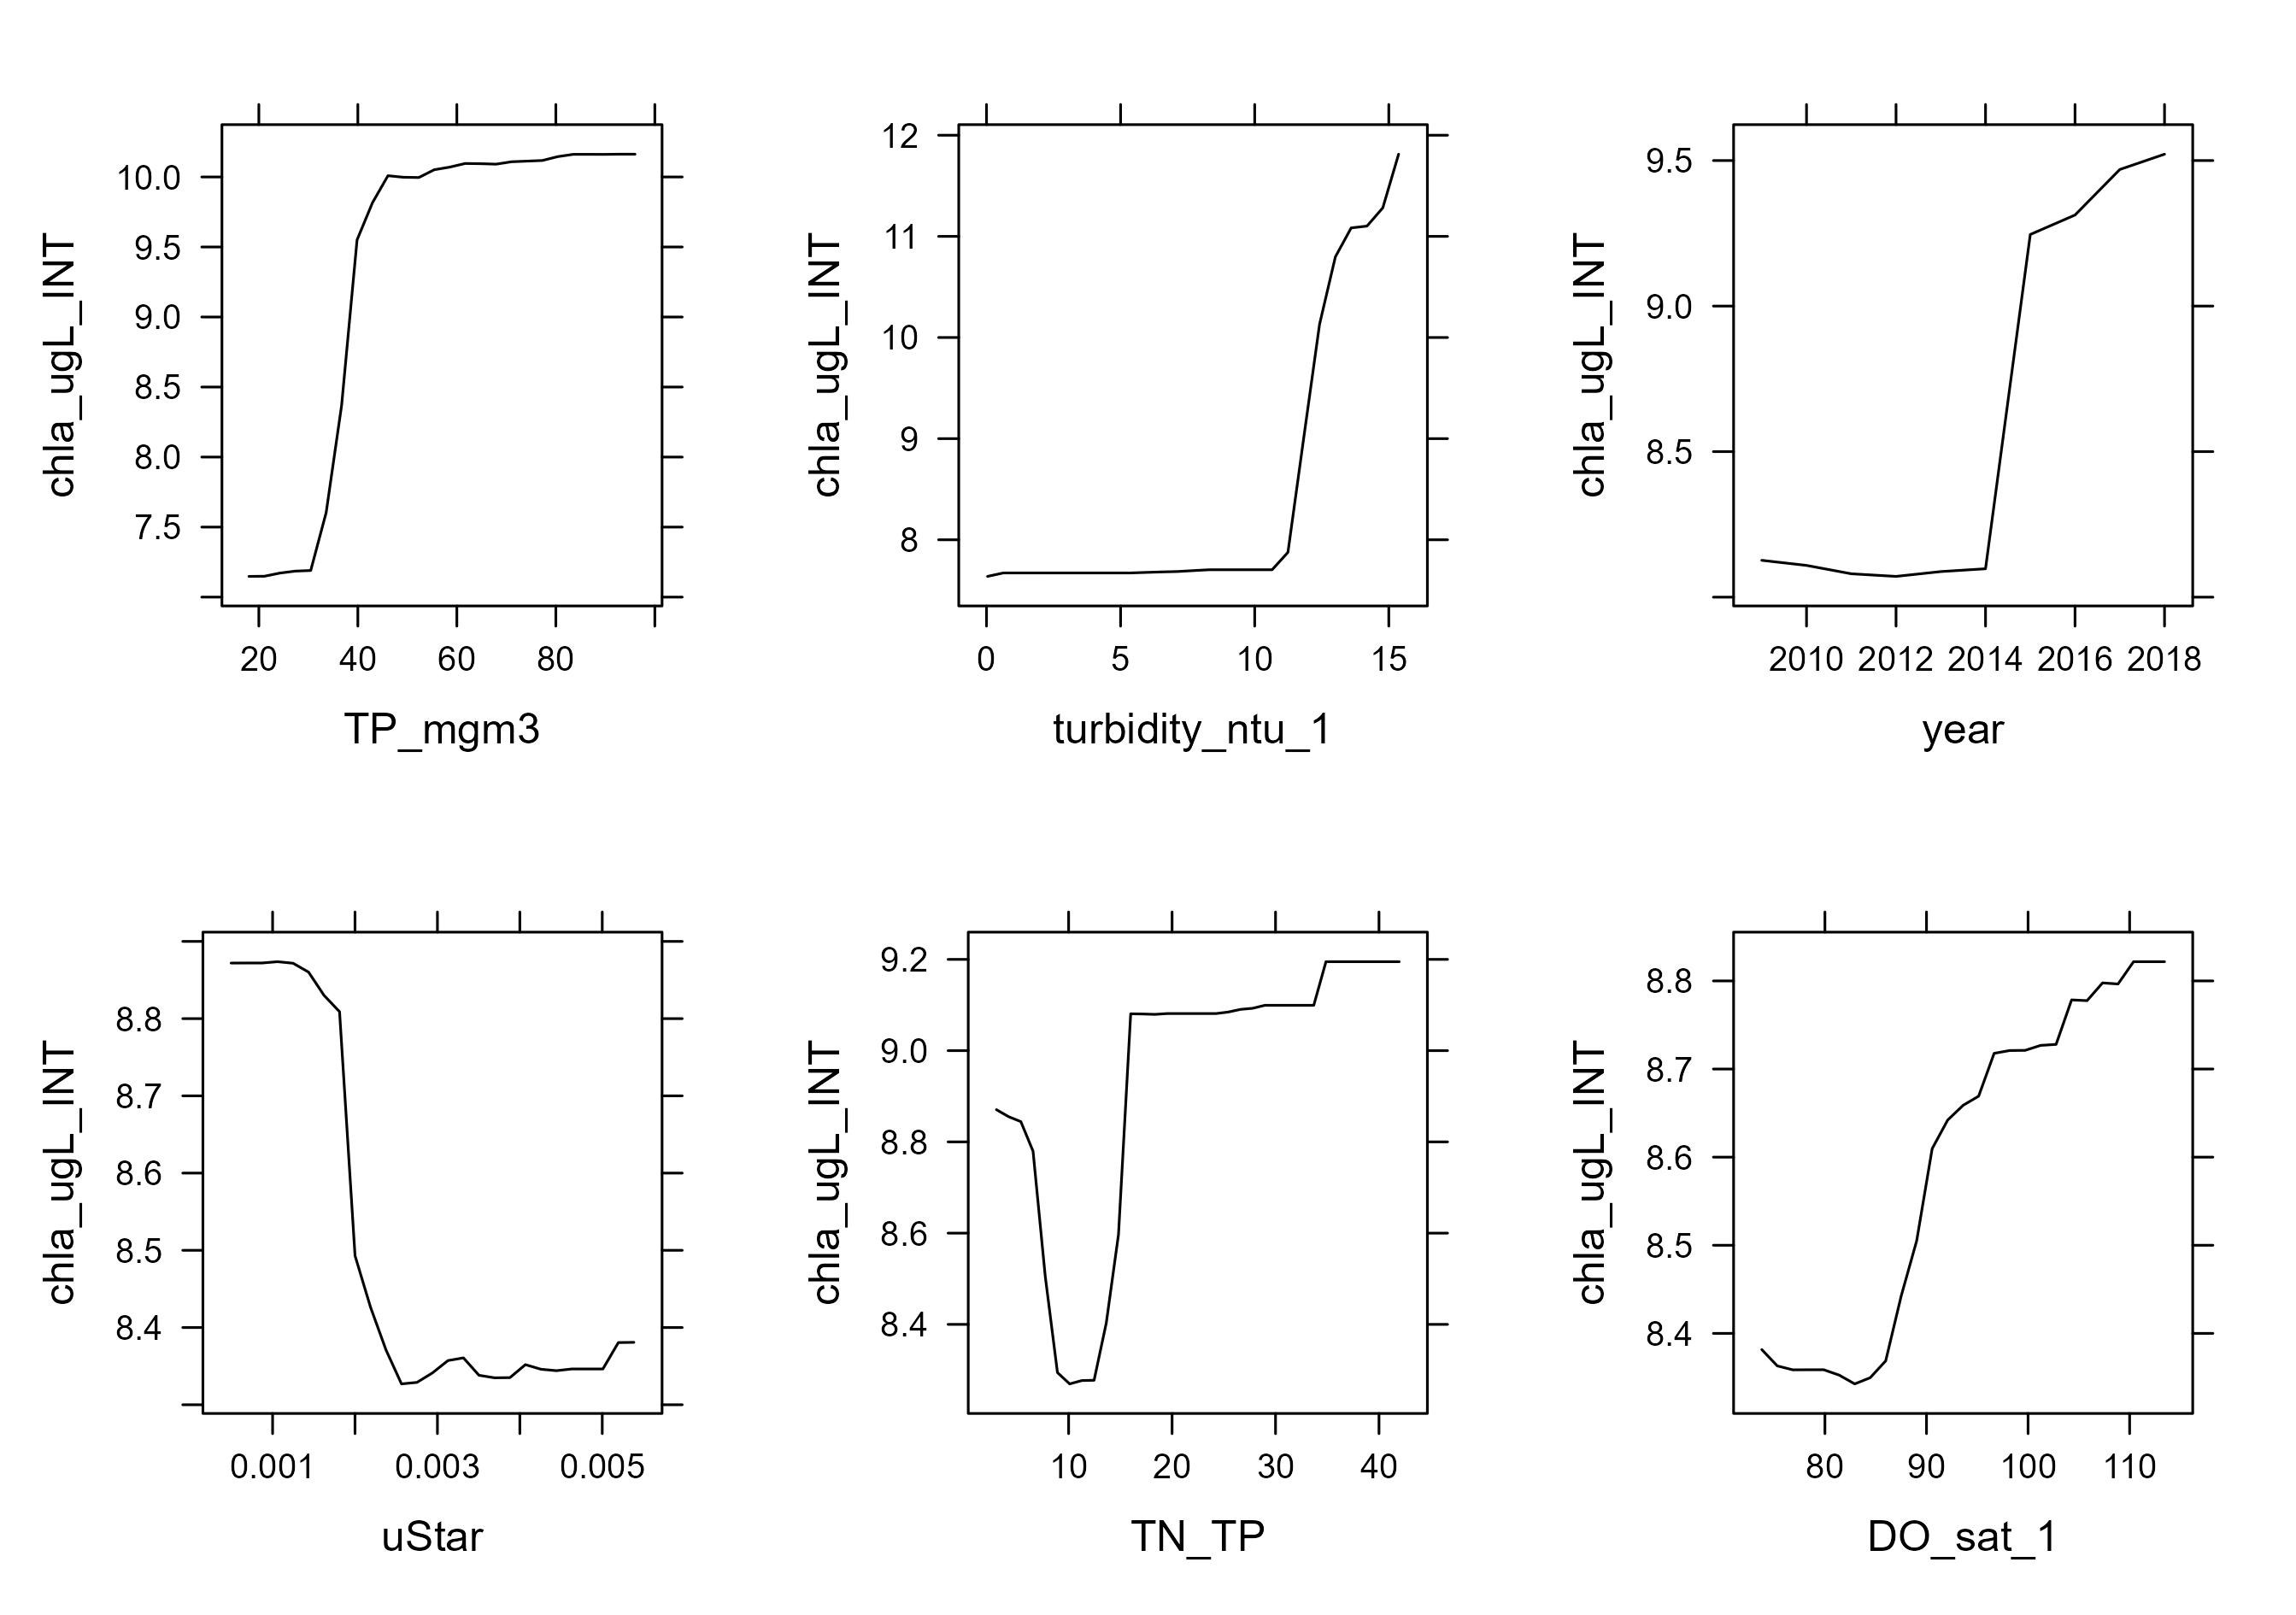 chla_ugL_INT
10.0
9.5
9.0
8.5
8.0
7.5
20 40 60 80
TP_mgm3
chla_ugL_INT
12
11
10
9
8
0 5 10 15
turbidity_ntu_1
chla_ugL_INT
9.5
9.0
8.5
2010 2012 2014 2016 2018
year
chla_ugL_INT
8.8
8.7
8.6
8.5
8.4
0.001 0.003 0.005
uStar
chla_ugL_INT
9.2
9.0
8.8
8.6
8.4
10 20 30 40
TN_TP
chla_ugL_INT
8.8
8.7
8.6
8.5
8.4
80 90 100 110
DO_sat_1